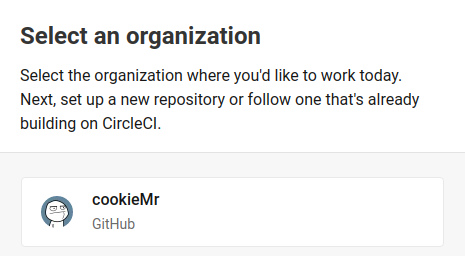 Select an organization
Select the organization where you'd like to work today.
Next, set up a new repository or follow one that's already
building on CircleCI.
cookieMr
GitHub